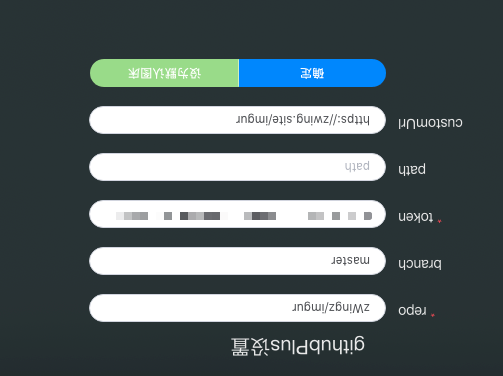 githubPlus设置
* repo zWingz/imgur
branch master
* token
path path
customUrl https://zwing.site/imgur
确定 设为默认图床